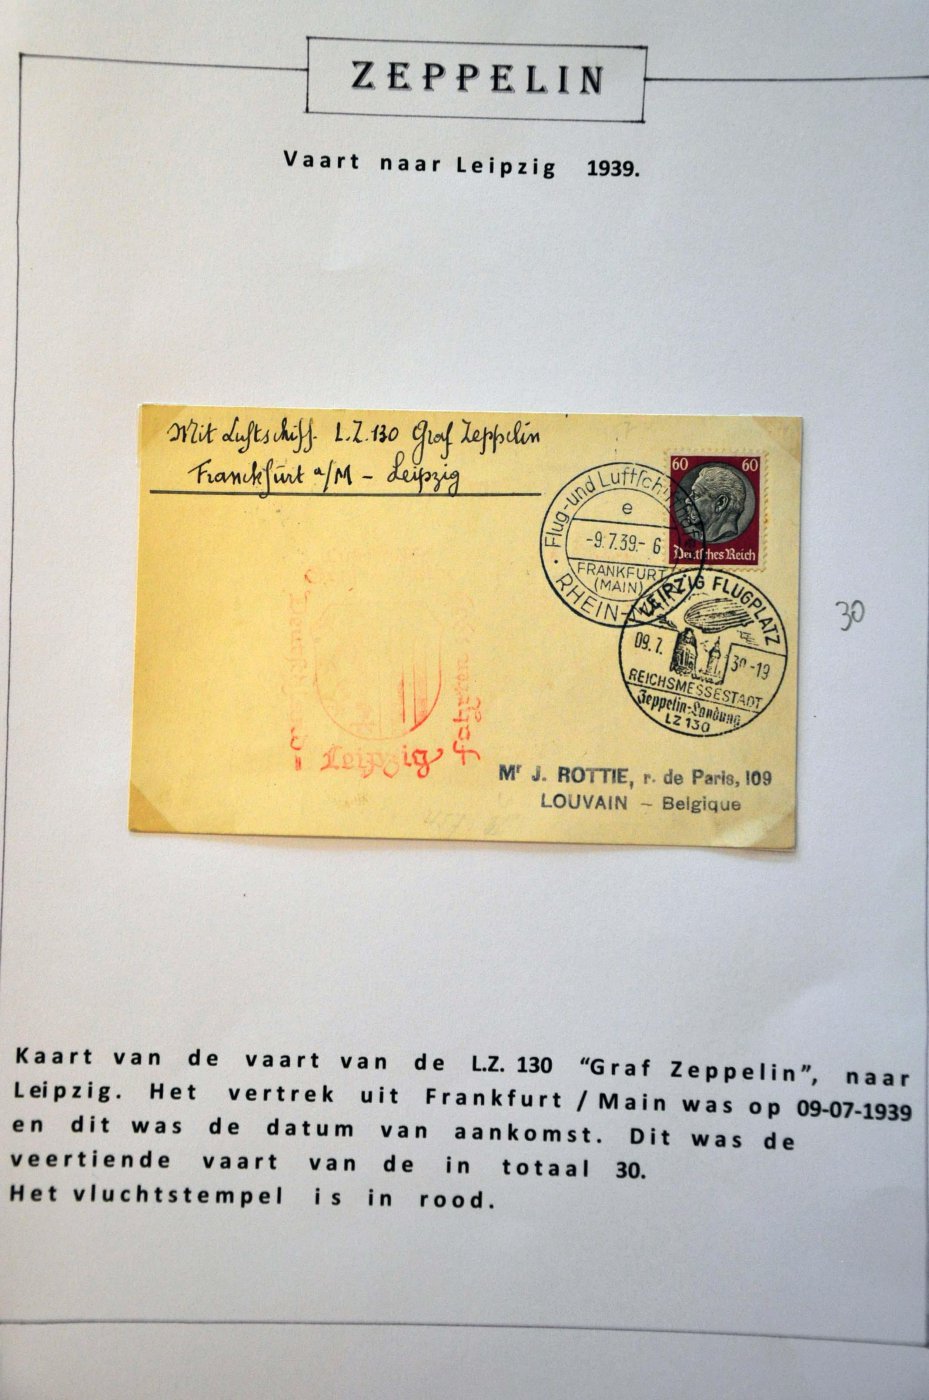 ZEPPELIN
Vaart naar Leipzig 1939.
Mit Luftschiff L.Z.130 Graf Zeppelin
Franckfurt a/M - Leipzig
60 60
Deutsches Reich
Flug-und Luftschiffhafen
e
-9.7.39.-6
FRANKFURT
(MAIN)
RHEIN-
LEIPZIG FLUGPLATZ
09.7. 39.-19
REICHSMESSESTADT
Zeppelin-Landung
LZ 130
30
Leipzig
fahrten
Mr J. ROTTIE, r. de Paris, 109
LOUVAIN - Belgique
Kaart van de vaart van de L.Z. 130 “Graf Zeppelin”, naar
Leipzig. Het vertrek uit Frankfurt / Main was op 09-07-1939
en dit was de datum van aankomst. Dit was de
veertiende vaart van de in totaal 30.
Het vluchtstempel is in rood.